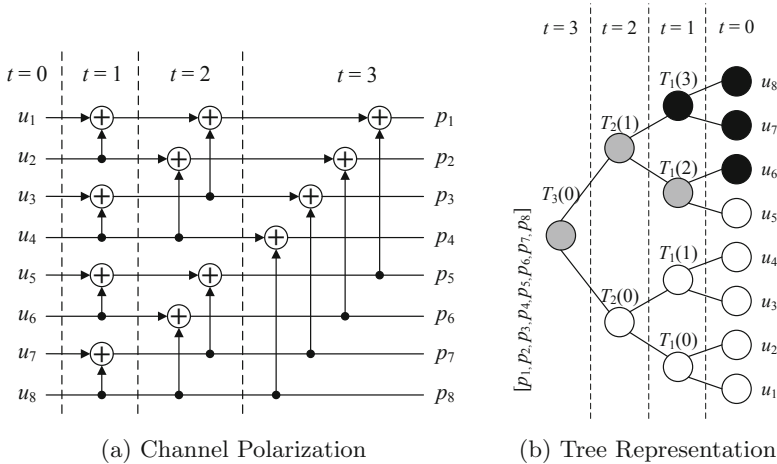 t = 0 t = 1 t = 2 t = 3
u1 p1
u2 p2
u3 p3
u4 p4
u5 p5
u6 p6
u7 p7
u8 p8
(a) Channel Polarization
t = 3 t = 2 t = 1 t = 0
T1(3) u8
T2(1) u7
T1(2) u6
T3(0) u5
T1(1) u4
T2(0) u3
T1(0) u2
u1
[p1,p2,p3,p4,p5,p6,p7,p8]
(b) Tree Representation